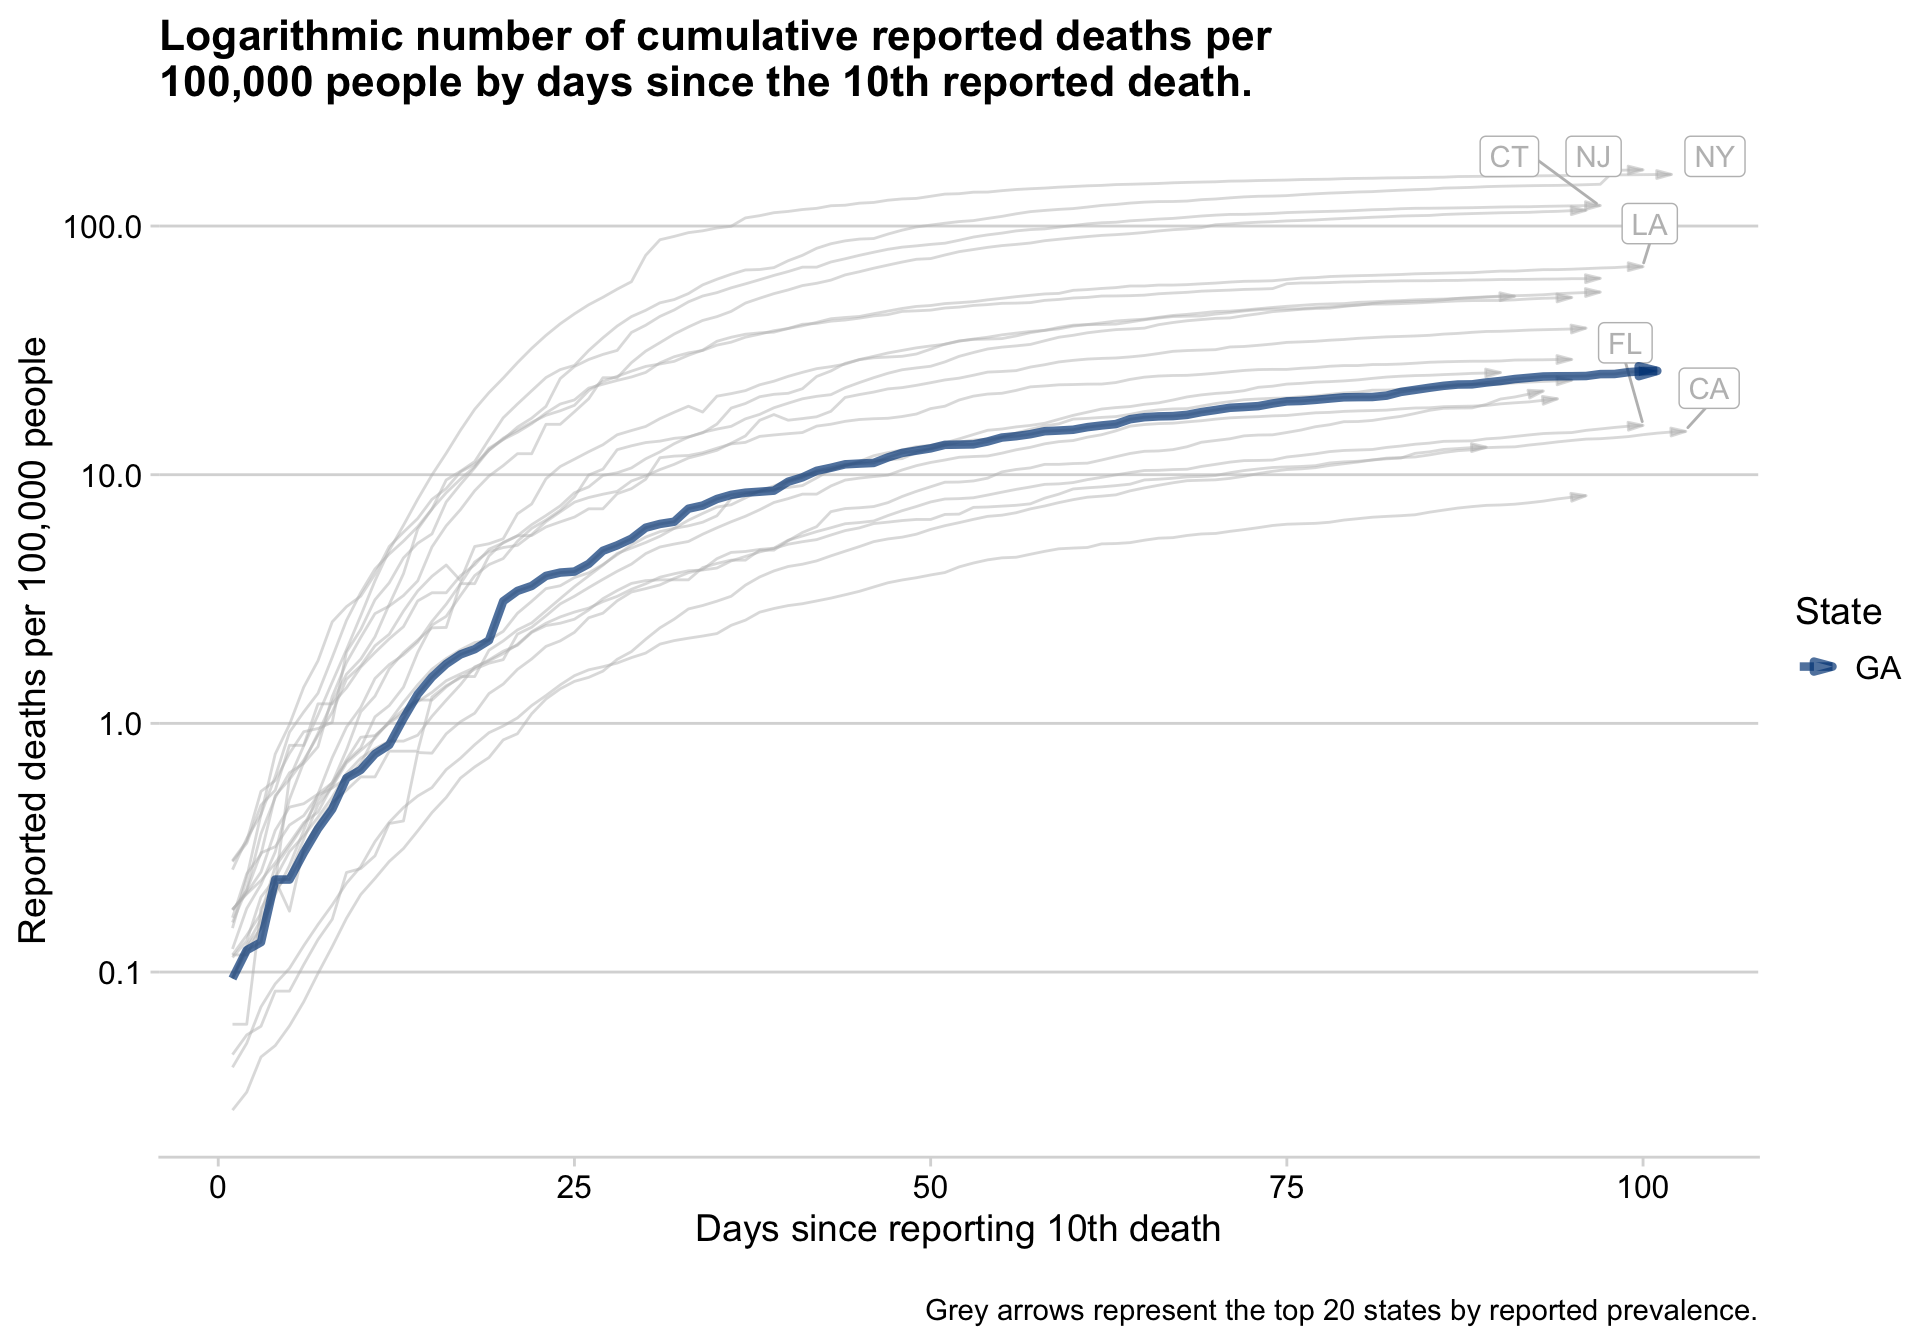 Logarithmic number of cumulative reported deaths per
100,000 people by days since the 10th reported death.
CT NJ NY
LA
FL
CA
100.0
10.0
1.0
0.1
Reported deaths per 100,000 people
0 25 50 75 100
Days since reporting 10th death
State
GA
Grey arrows represent the top 20 states by reported prevalence.